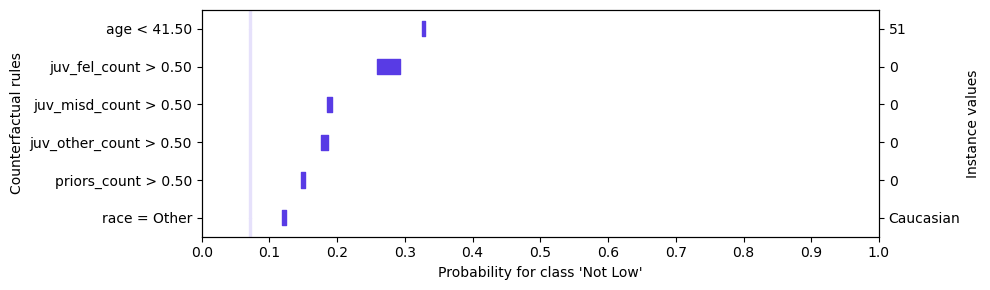 Counterfactual rules
age < 41.50
juv_fel_count > 0.50
juv_misd_count > 0.50
juv_other_count > 0.50
priors_count > 0.50
race = Other
51
0
0
0
0
Caucasian
Instance values
0.0 0.1 0.2 0.3 0.4 0.5 0.6 0.7 0.8 0.9 1.0
Probability for class 'Not Low'